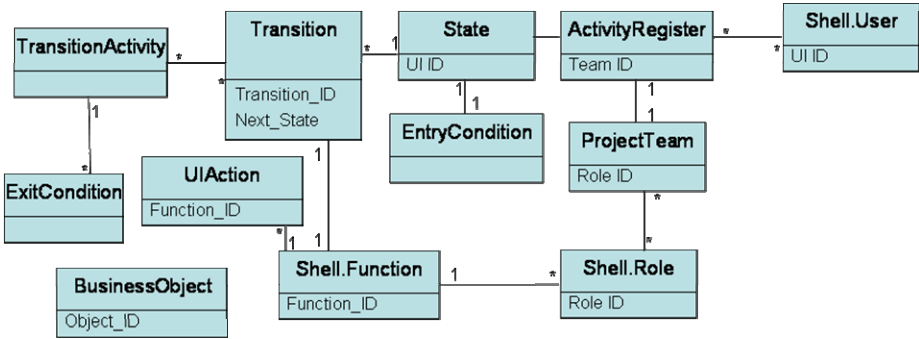 TransitionActivity
*
*
1
*
ExitCondition
Transition
Transition_ID
Next_State
*
1
State
UI ID
1
1
EntryCondition
ActivityRegister
Team ID
*
*
Shell.User
UI ID
1
1
ProjectTeam
Role ID
*
*
UIAction
Function_ID
*
1
1
1
Shell.Function
Function_ID
1
*
Shell.Role
Role ID
BusinessObject
Object_ID